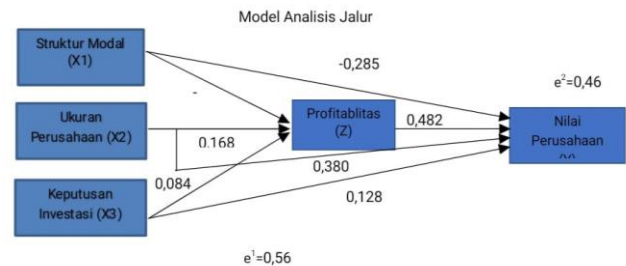 Model Analisis Jalur
Struktur Modal
(X1)
-0,285
e²=0,46
-
Ukuran
Perusahaan (X2)
0,168
Profitablitas
(Z)
0,482
Nilai
Perusahaan
0,380
0,084
Keputusan
Investasi (X3)
0,128
e¹=0,56